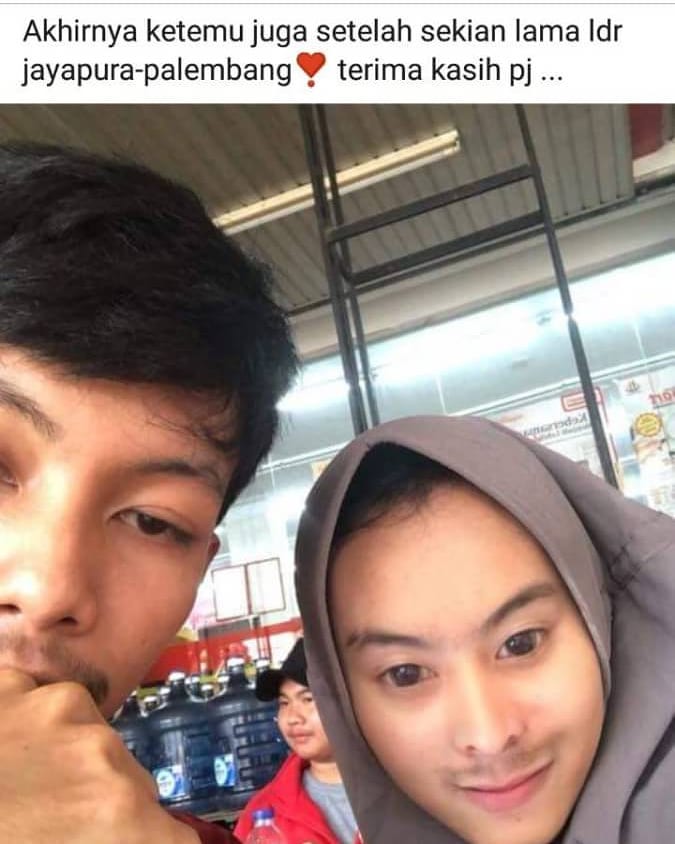 Akhirnya ketemu juga setelah sekian lama ldr
jayapura-palembang❣️ terima kasih pj ...